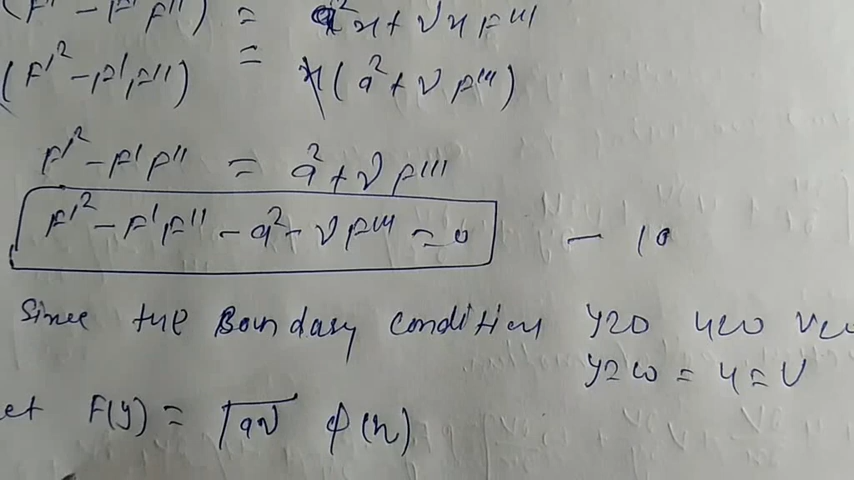 (F'² - F'F'') = a²x + νxF'''
(F'² - F'F'') = x(a² + νF''')
F'² - F'F'' = a² + νF'''
F'² - F'F'' - a² - νF''' = 0 — 10
Since the Boundary condition y=0 u=0 v=0
y=∞ = u = U
et F(y) = √aν φ(η)